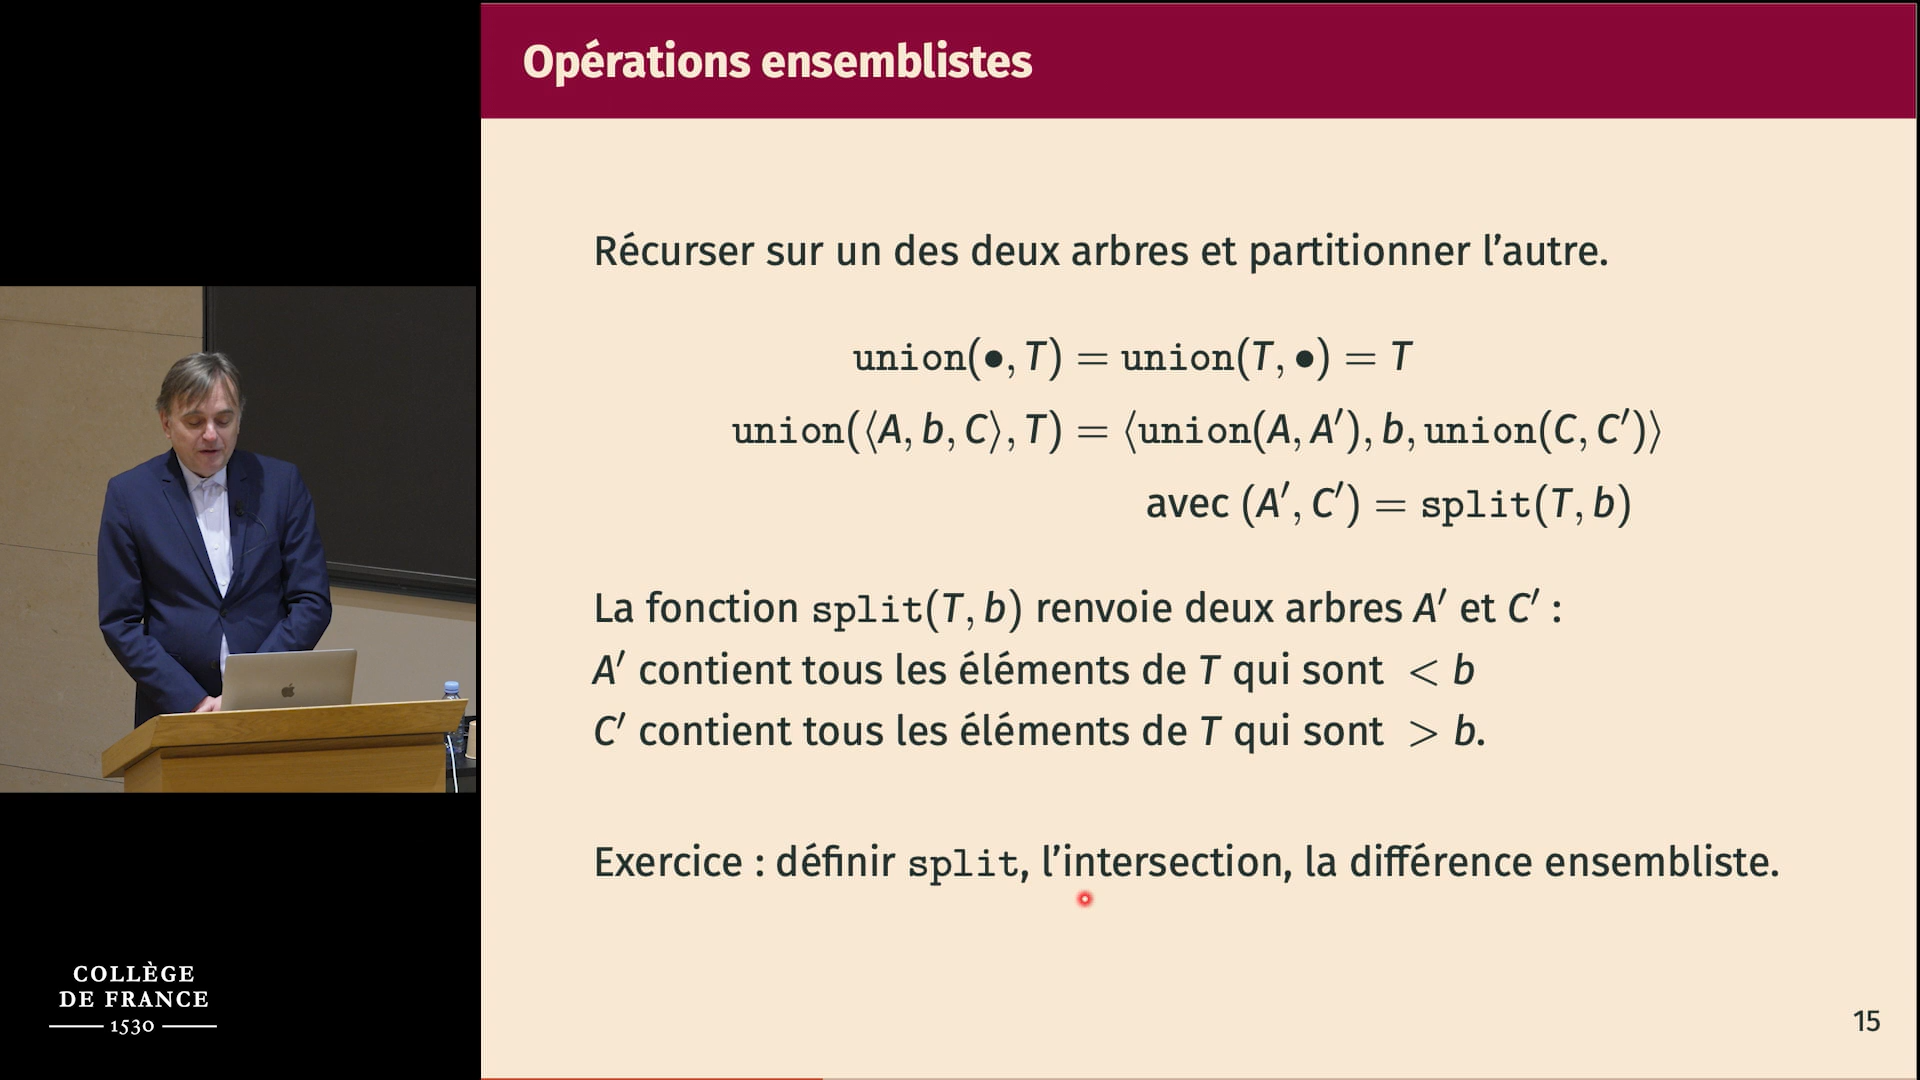 Opérations ensemblistes
Récurser sur un des deux arbres et partitionner l'autre.
union(•, T) = union(T, •) = T
union(⟨A, b, C⟩, T) = ⟨union(A, A′), b, union(C, C′)⟩
avec (A′, C′) = split(T, b)
La fonction split(T, b) renvoie deux arbres A′ et C′ :
A′ contient tous les éléments de T qui sont < b
C′ contient tous les éléments de T qui sont > b.
Exercice : définir split, l'intersection, la différence ensembliste.
15
COLLÈGE
DE FRANCE
1530